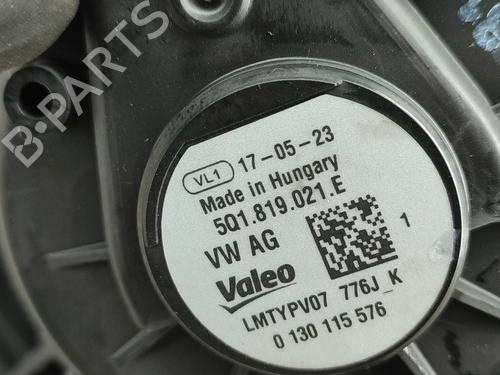 B-PARTS
VL1 17-05-23
Made in Hungary
5Q1.819.021.E
VW AG
1
Valeo
LMTYPV07 776J_K
0 130 115 576